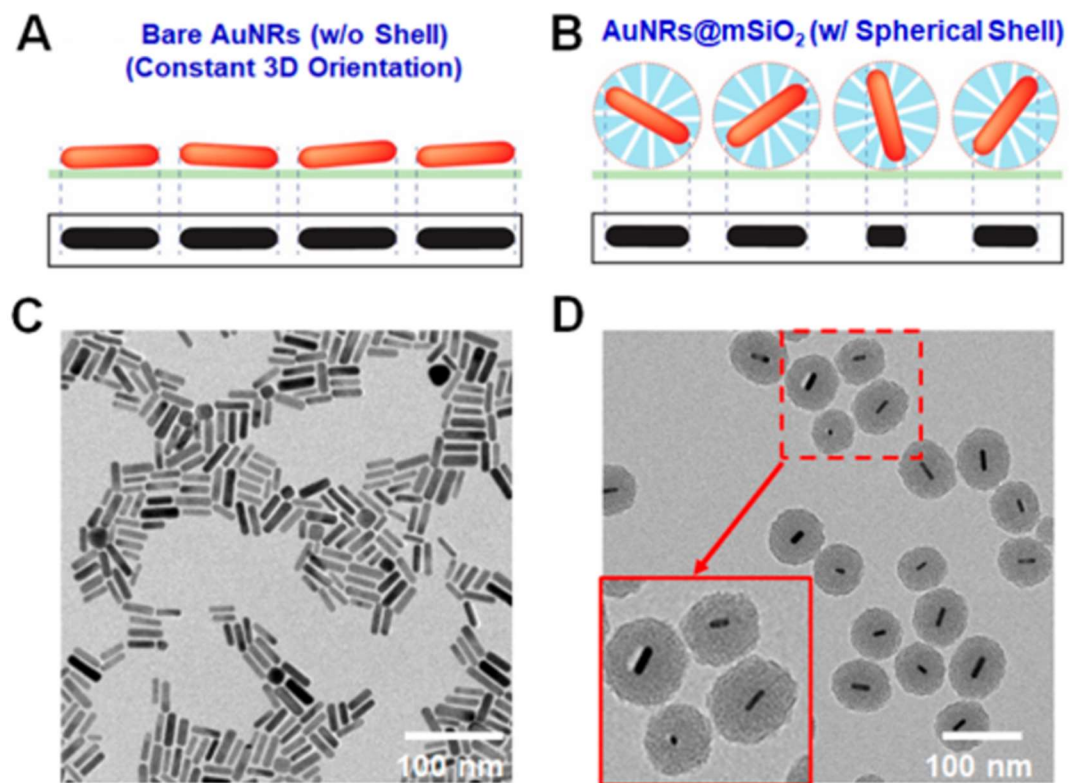 A
Bare AuNRs (w/o Shell)
(Constant 3D Orientation)
B
AuNRs@mSiO₂ (w/ Spherical Shell)
C
100 nm
D
100 nm